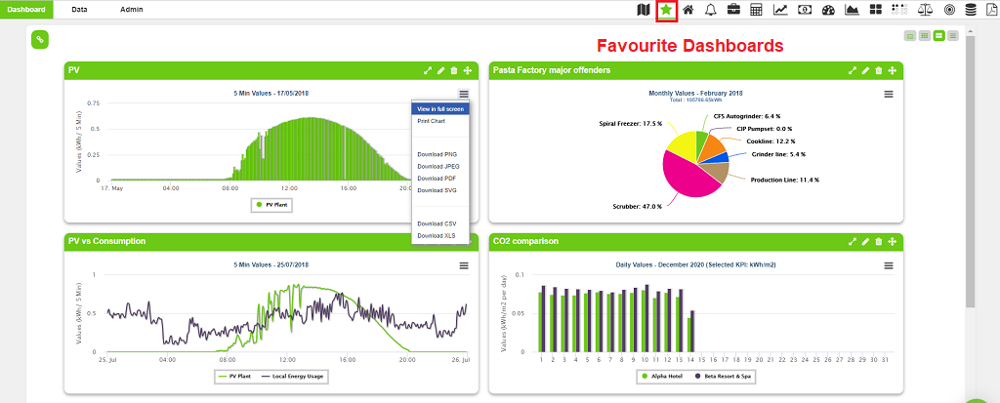 Dashboard Data Admin
Favourite Dashboards
PV
5 Min Values - 17/05/2018
Values (kWh / 5 Min)
0.75
0.5
0.25
0
17. May 04:00 08:00 12:00 16:00 20:00
PV Plant
View in full screen
Print Chart
Download PNG
Download JPEG
Download PDF
Download SVG
Download CSV
Download XLS
Pasta Factory major offenders
Monthly Values - February 2018
Total : 105786.65kWh
CFS Autogrinder: 6.4 %
CIP Pumpset: 0.0 %
Cookline: 12.2 %
Grinder line: 5.4 %
Production Line: 11.4 %
Scrubber: 47.0 %
Spiral Freezer: 17.5 %
PV vs Consumption
5 Min Values - 25/07/2018
Values (kWh / 5 Min)
1
0.5
0
25. Jul 04:00 08:00 12:00 16:00 20:00 26. Jul
PV Plant Local Energy Usage
CO2 comparison
Daily Values - December 2020 (Selected KPI: kWh/m2)
Values (kWh/m2 per day)
0.1
0.05
0
1 2 3 4 5 6 7 8 9 10 11 12 13 14 15 16 17 18 19 20 21 22 23 24 25 26 27 28 29 30 31
Alpha Hotel Beta Resort & Spa